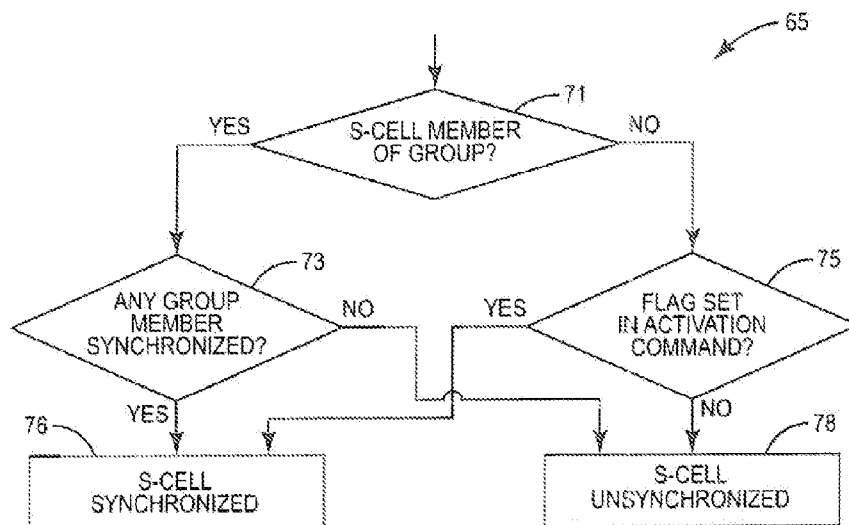 65
71
YES
S-CELL MEMBER
OF GROUP?
NO
73
ANY GROUP
MEMBER
SYNCHRONIZED?
NO
YES
75
FLAG SET
IN ACTIVATION
COMMAND?
YES
NO
76
S-CELL
SYNCHRONIZED
78
S-CELL
UNSYNCHRONIZED